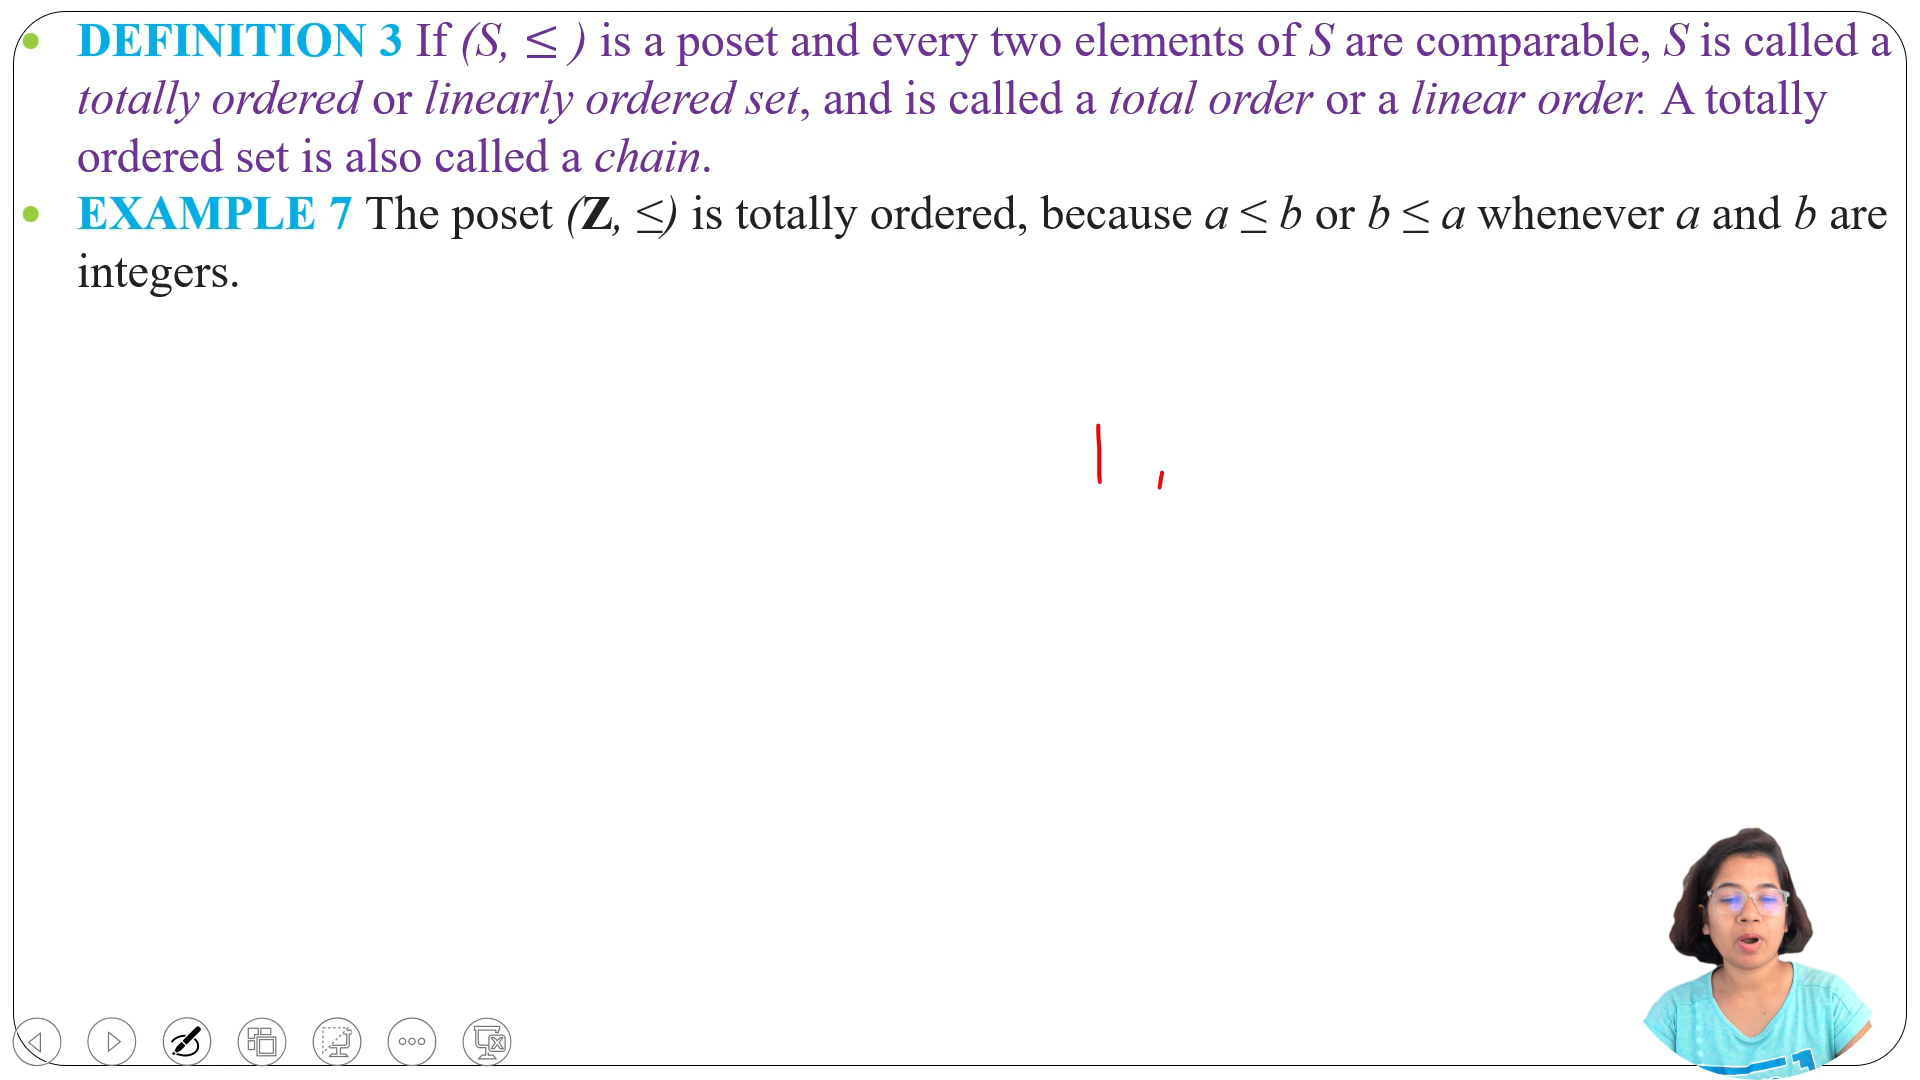 • DEFINITION 3 If (S, ≤ ) is a poset and every two elements of S are comparable, S is called a
totally ordered or linearly ordered set, and is called a total order or a linear order. A totally
ordered set is also called a chain.
• EXAMPLE 7 The poset (Z, ≤) is totally ordered, because a ≤ b or b ≤ a whenever a and b are
integers.
1 ,